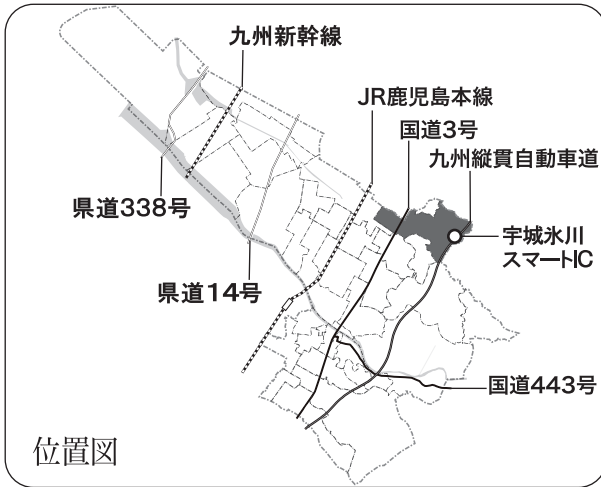 九州新幹線
JR鹿児島本線
国道3号
九州縦貫自動車道
宇城氷川
スマートIC
県道338号
県道14号
国道443号
位置図